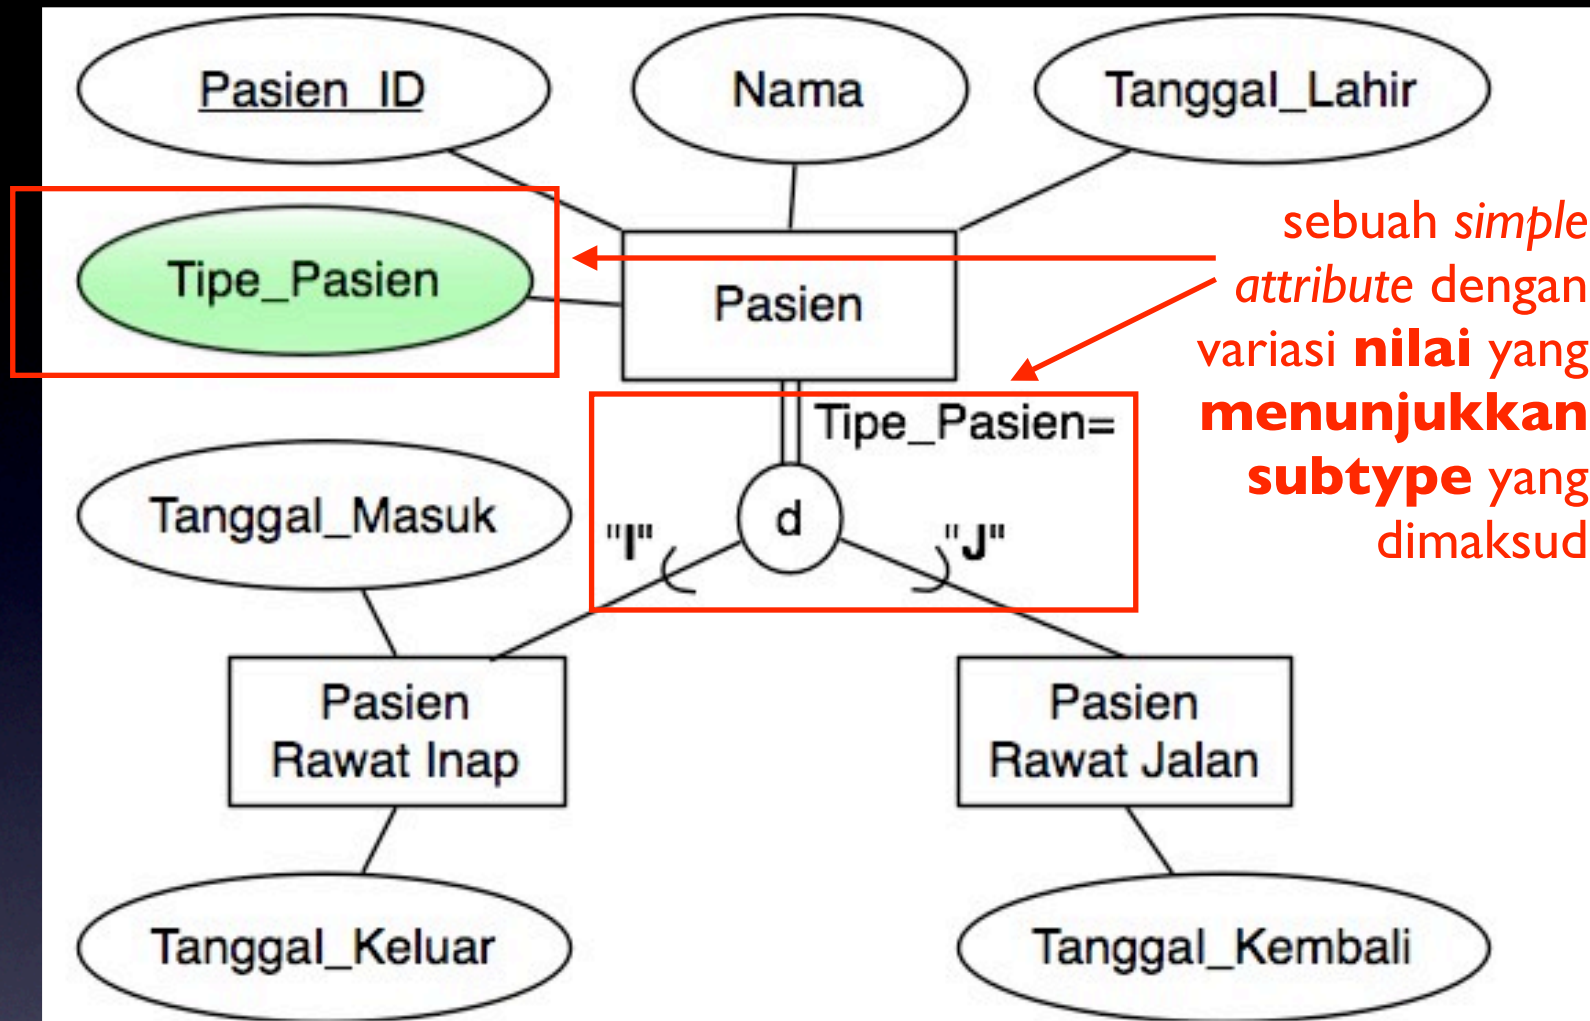 Pasien_ID
Nama
Tanggal_Lahir
Tipe_Pasien
Pasien
sebuah simple
attribute dengan
variasi nilai yang
menunjukkan
subtype yang
dimaksud
Tipe_Pasien=
Tanggal_Masuk
"I"
d
"J"
Pasien
Rawat Inap
Pasien
Rawat Jalan
Tanggal_Keluar
Tanggal_Kembali